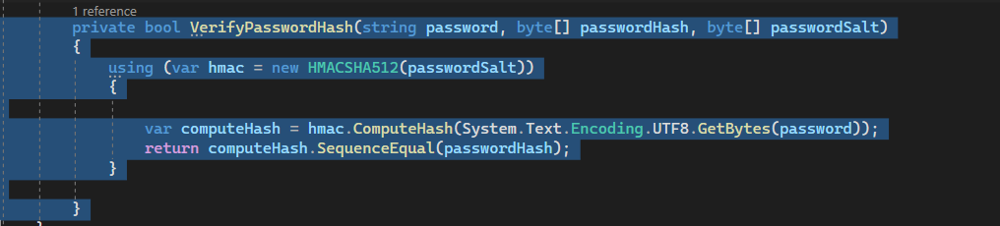 1 reference
private bool VerifyPasswordHash(string password, byte[] passwordHash, byte[] passwordSalt)
{
using (var hmac = new HMACSHA512(passwordSalt))
{
var computeHash = hmac.ComputeHash(System.Text.Encoding.UTF8.GetBytes(password));
return computeHash.SequenceEqual(passwordHash);
}
}